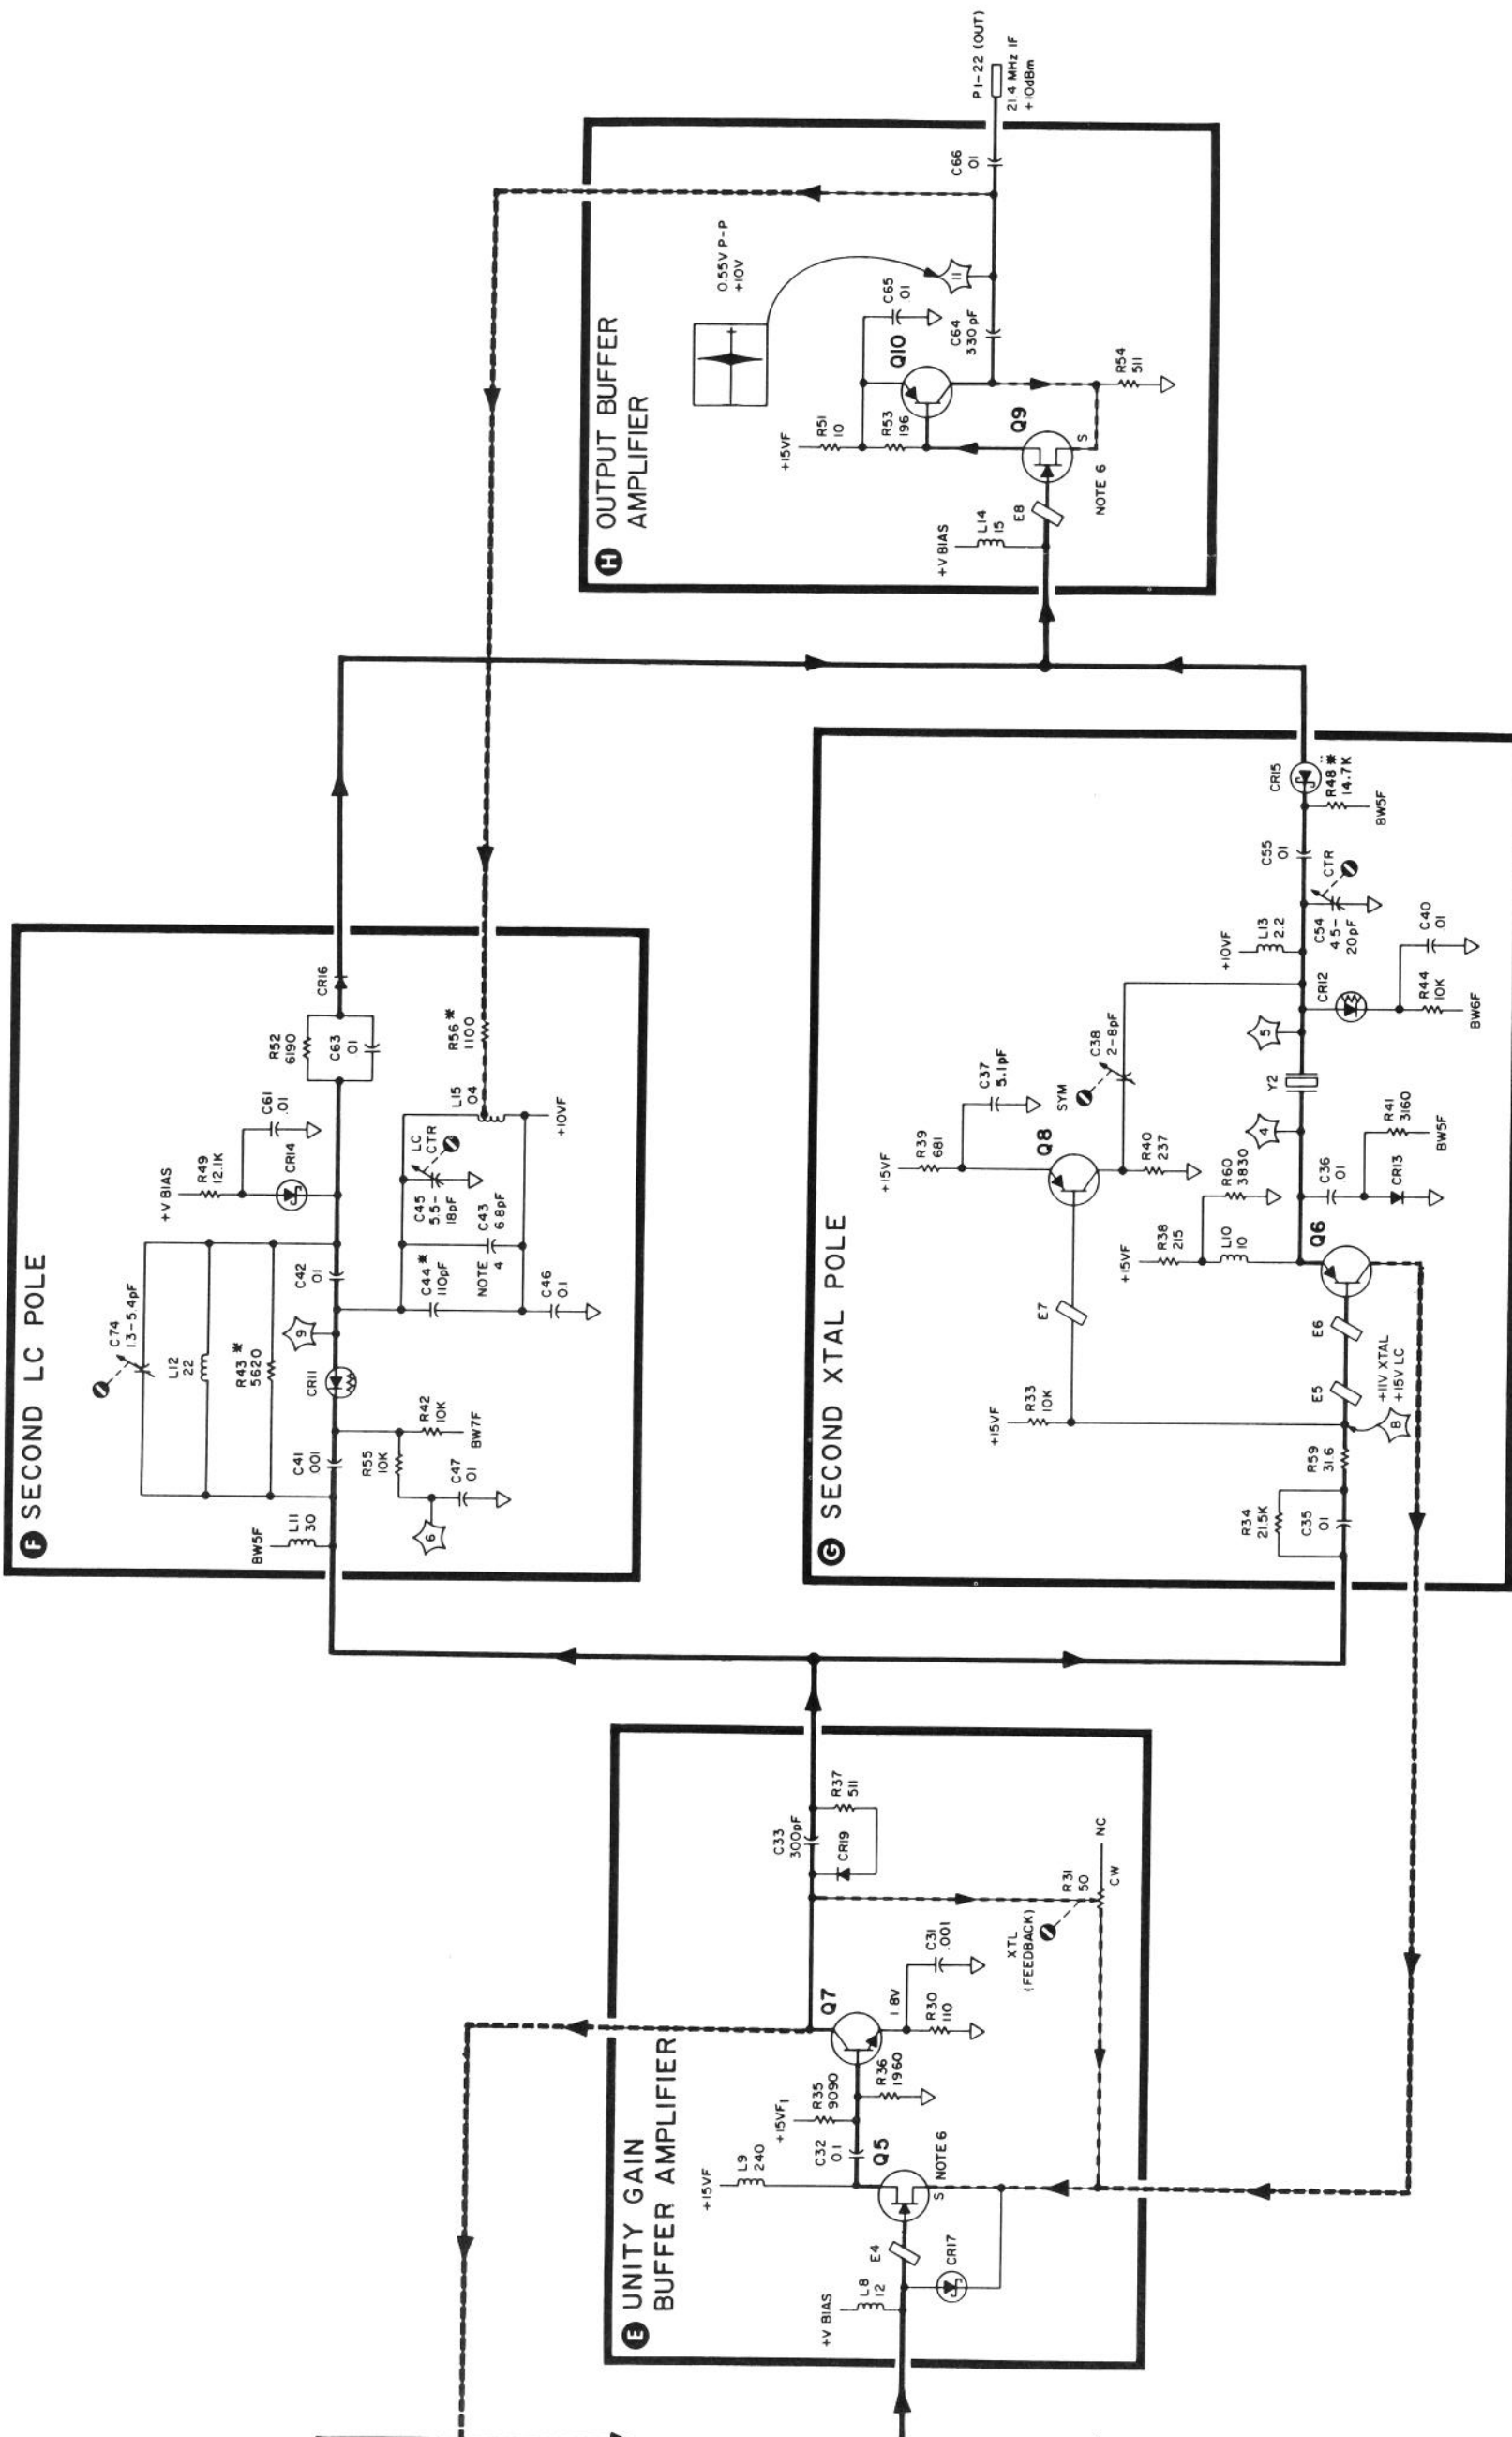 F SECOND LC POLE
C74
1.3-5.4pF
L12
22
R43*
5620
BW5F
L11
30
C41
.001
CR11
9
C42
.01
R55
10K
R42
10K
BW7F
6
C47
.01
+V BIAS
R49
12.1K
C61
.01
CR14
R52
6190
C63
.01
CR16
C44*
110pF
NOTE
4
C45
5.5-
18pF
LC
CTR
C43
6.8pF
C46
0.1
L15
.04
R56*
1100
+10VF
H OUTPUT BUFFER
AMPLIFIER
0.55V P-P
+10V
+15VF
R51
10
R53
196
Q10
C65
.01
C64
330 pF
11
C66
.01
P1-22 (OUT)
21.4 MHz IF
+10dBm
+V BIAS
L14
15
E8
Q9
S
NOTE 6
R54
511
E UNITY GAIN
BUFFER AMPLIFIER
+15VF
L9
240
+15VF1
C32
0.1
R35
9090
Q7
R36
1960
1.8V
R30
110
C31
.001
C33
300pF
CR19
R37
511
+V BIAS
L8
12
E4
Q5
S NOTE 6
CR17
XTL
(FEEDBACK)
R31
50
NC
CW
G SECOND XTAL POLE
+15VF
R33
10K
E7
+15VF
R39
681
C37
5.1pF
Q8
SYM
C38
2-8pF
R40
237
+15VF
R38
215
R60
3830
L10
10
4
Y2
5
+10VF
L13
2.2
C55
.01
CR15
R48*
14.7K
BW5F
C54
4.5-
20pF
CTR
CR12
C40
.01
R44
10K
BW6F
C36
.01
R41
3160
CR13
BW5F
R34
21.5K
C35
.01
R59
31.6
E5
E6
Q6
8
+11V XTAL
+15V LC